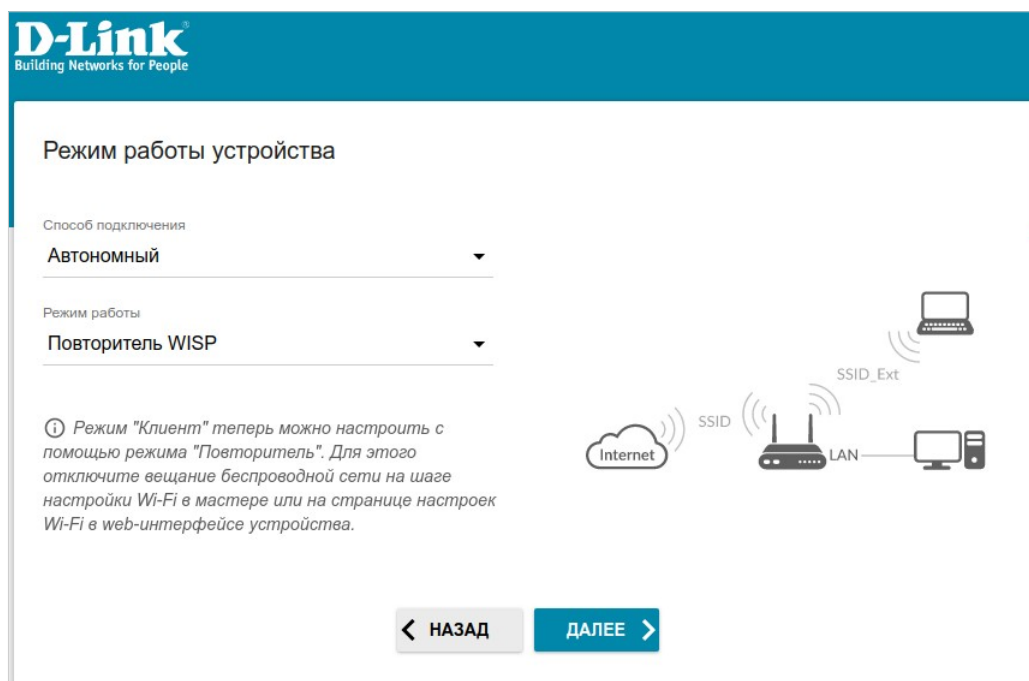 D-Link®
Building Networks for People
Режим работы устройства
Способ подключения
Автономный
Режим работы
Повторитель WISP
Режим "Клиент" теперь можно настроить с
помощью режима "Повторитель". Для этого
отключите вещание беспроводной сети на шаге
настройки Wi-Fi в мастере или на странице настроек
Wi-Fi в web-интерфейсе устройства.
SSID_Ext
SSID
Internet
LAN
НАЗАД
ДАЛЕЕ